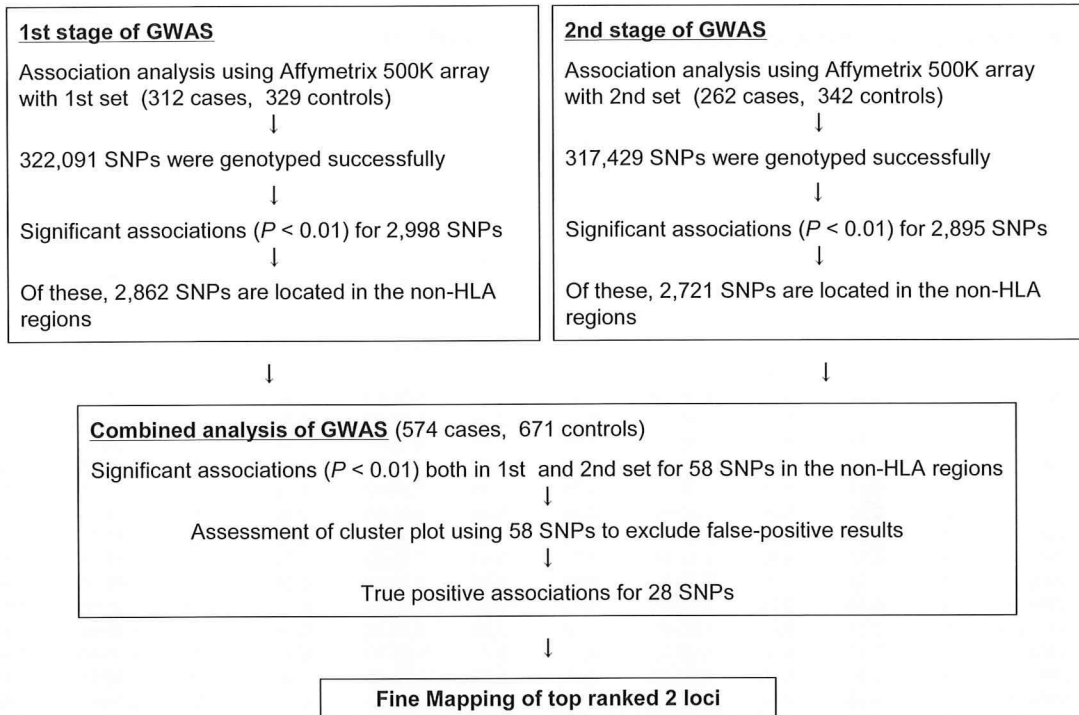 1st stage of GWAS
Association analysis using Affymetrix 500K array
with 1st set (312 cases, 329 controls)
↓
322,091 SNPs were genotyped successfully
↓
Significant associations (P < 0.01) for 2,998 SNPs
↓
Of these, 2,862 SNPs are located in the non-HLA
regions
2nd stage of GWAS
Association analysis using Affymetrix 500K array
with 2nd set (262 cases, 342 controls)
↓
317,429 SNPs were genotyped successfully
↓
Significant associations (P < 0.01) for 2,895 SNPs
↓
Of these, 2,721 SNPs are located in the non-HLA
regions
↓
↓
Combined analysis of GWAS (574 cases, 671 controls)
Significant associations (P < 0.01) both in 1st and 2nd set for 58 SNPs in the non-HLA regions
↓
Assessment of cluster plot using 58 SNPs to exclude false-positive results
↓
True positive associations for 28 SNPs
↓
Fine Mapping of top ranked 2 loci